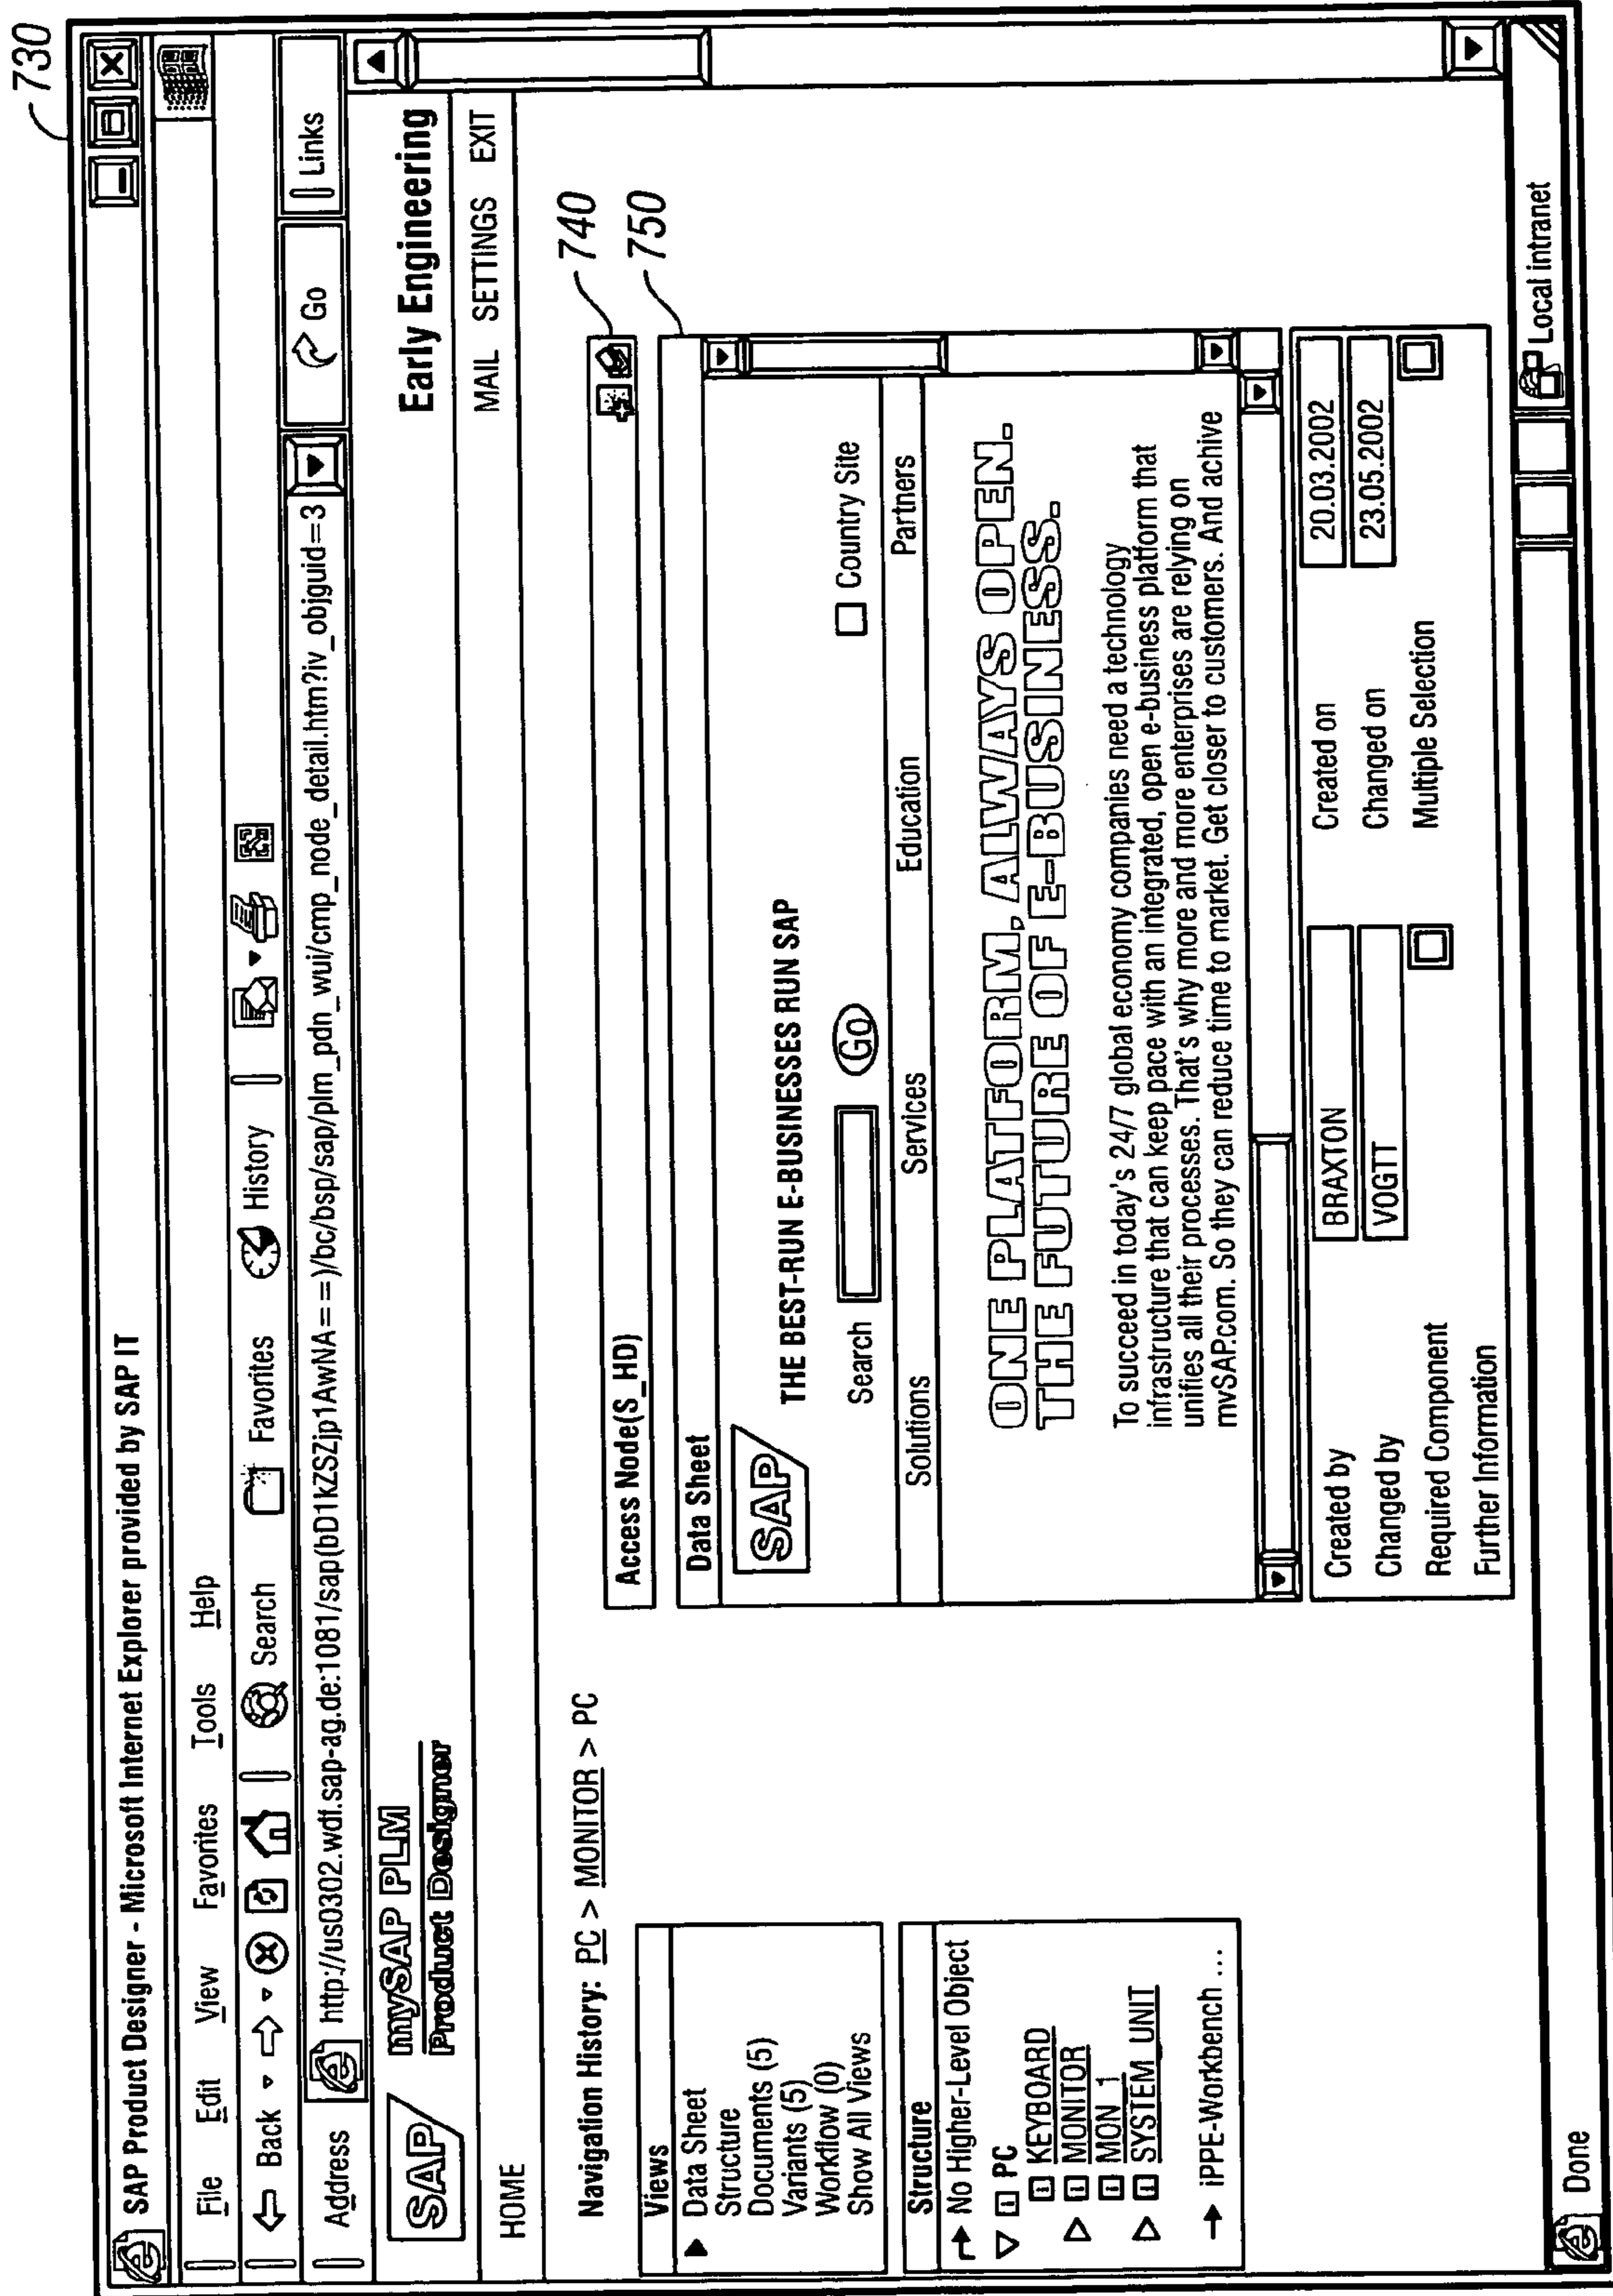 730
SAP Product Designer - Microsoft Internet Explorer provided by SAP IT
File Edit View Favorites Tools Help
Back Search Favorites History
Address http://us0302.wdf.sap-ag.de:1081/sap(bD1kZSZjp1AwNA==)/bc/bsp/sap/plm_pdn_wui/cmp_node_detail.htm?iv_objguid=3 Go Links
SAP mySAP PLM
Product Designer
Early Engineering
HOME MAIL SETTINGS EXIT
Navigation History: PC > MONITOR > PC
740
750
Views
Data Sheet
Structure
Documents (5)
Variants (5)
Workflow (0)
Show All Views
Structure
No Higher-Level Object
PC
KEYBOARD
MONITOR
MON_1
SYSTEM_UNIT
iPPE-Workbench ...
Access Node(S_HD)
Data Sheet
SAP
THE BEST-RUN E-BUSINESSES RUN SAP
Search Go Country Site
Solutions Services Education Partners
ONE PLATFORM, ALWAYS OPEN.
THE FUTURE OF E-BUSINESS.
To succeed in today's 24/7 global economy companies need a technology
infrastructure that can keep pace with an integrated, open e-business platform that
unifies all their processes. That's why more and more enterprises are relying on
mySAP.com. So they can reduce time to market. Get closer to customers. And achive
Created by BRAXTON Created on 20.03.2002
Changed by VOGTT Changed on 23.05.2002
Required Component Multiple Selection
Further Information
Done Local intranet